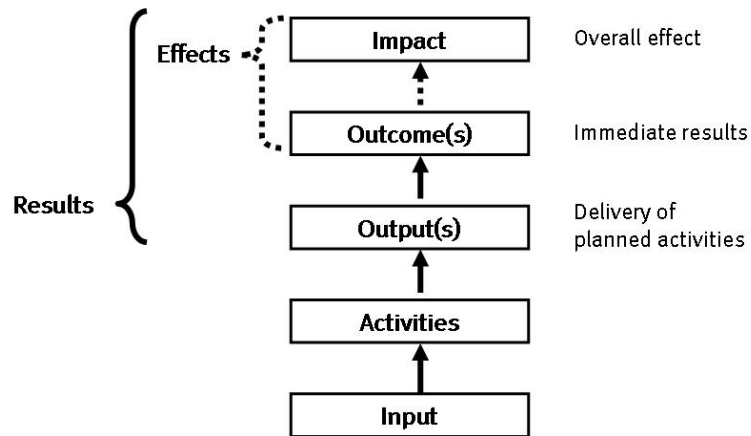 Impact
Overall effect
Effects
Outcome(s)
Immediate results
Results
Output(s)
Delivery of
planned activities
Activities
Input